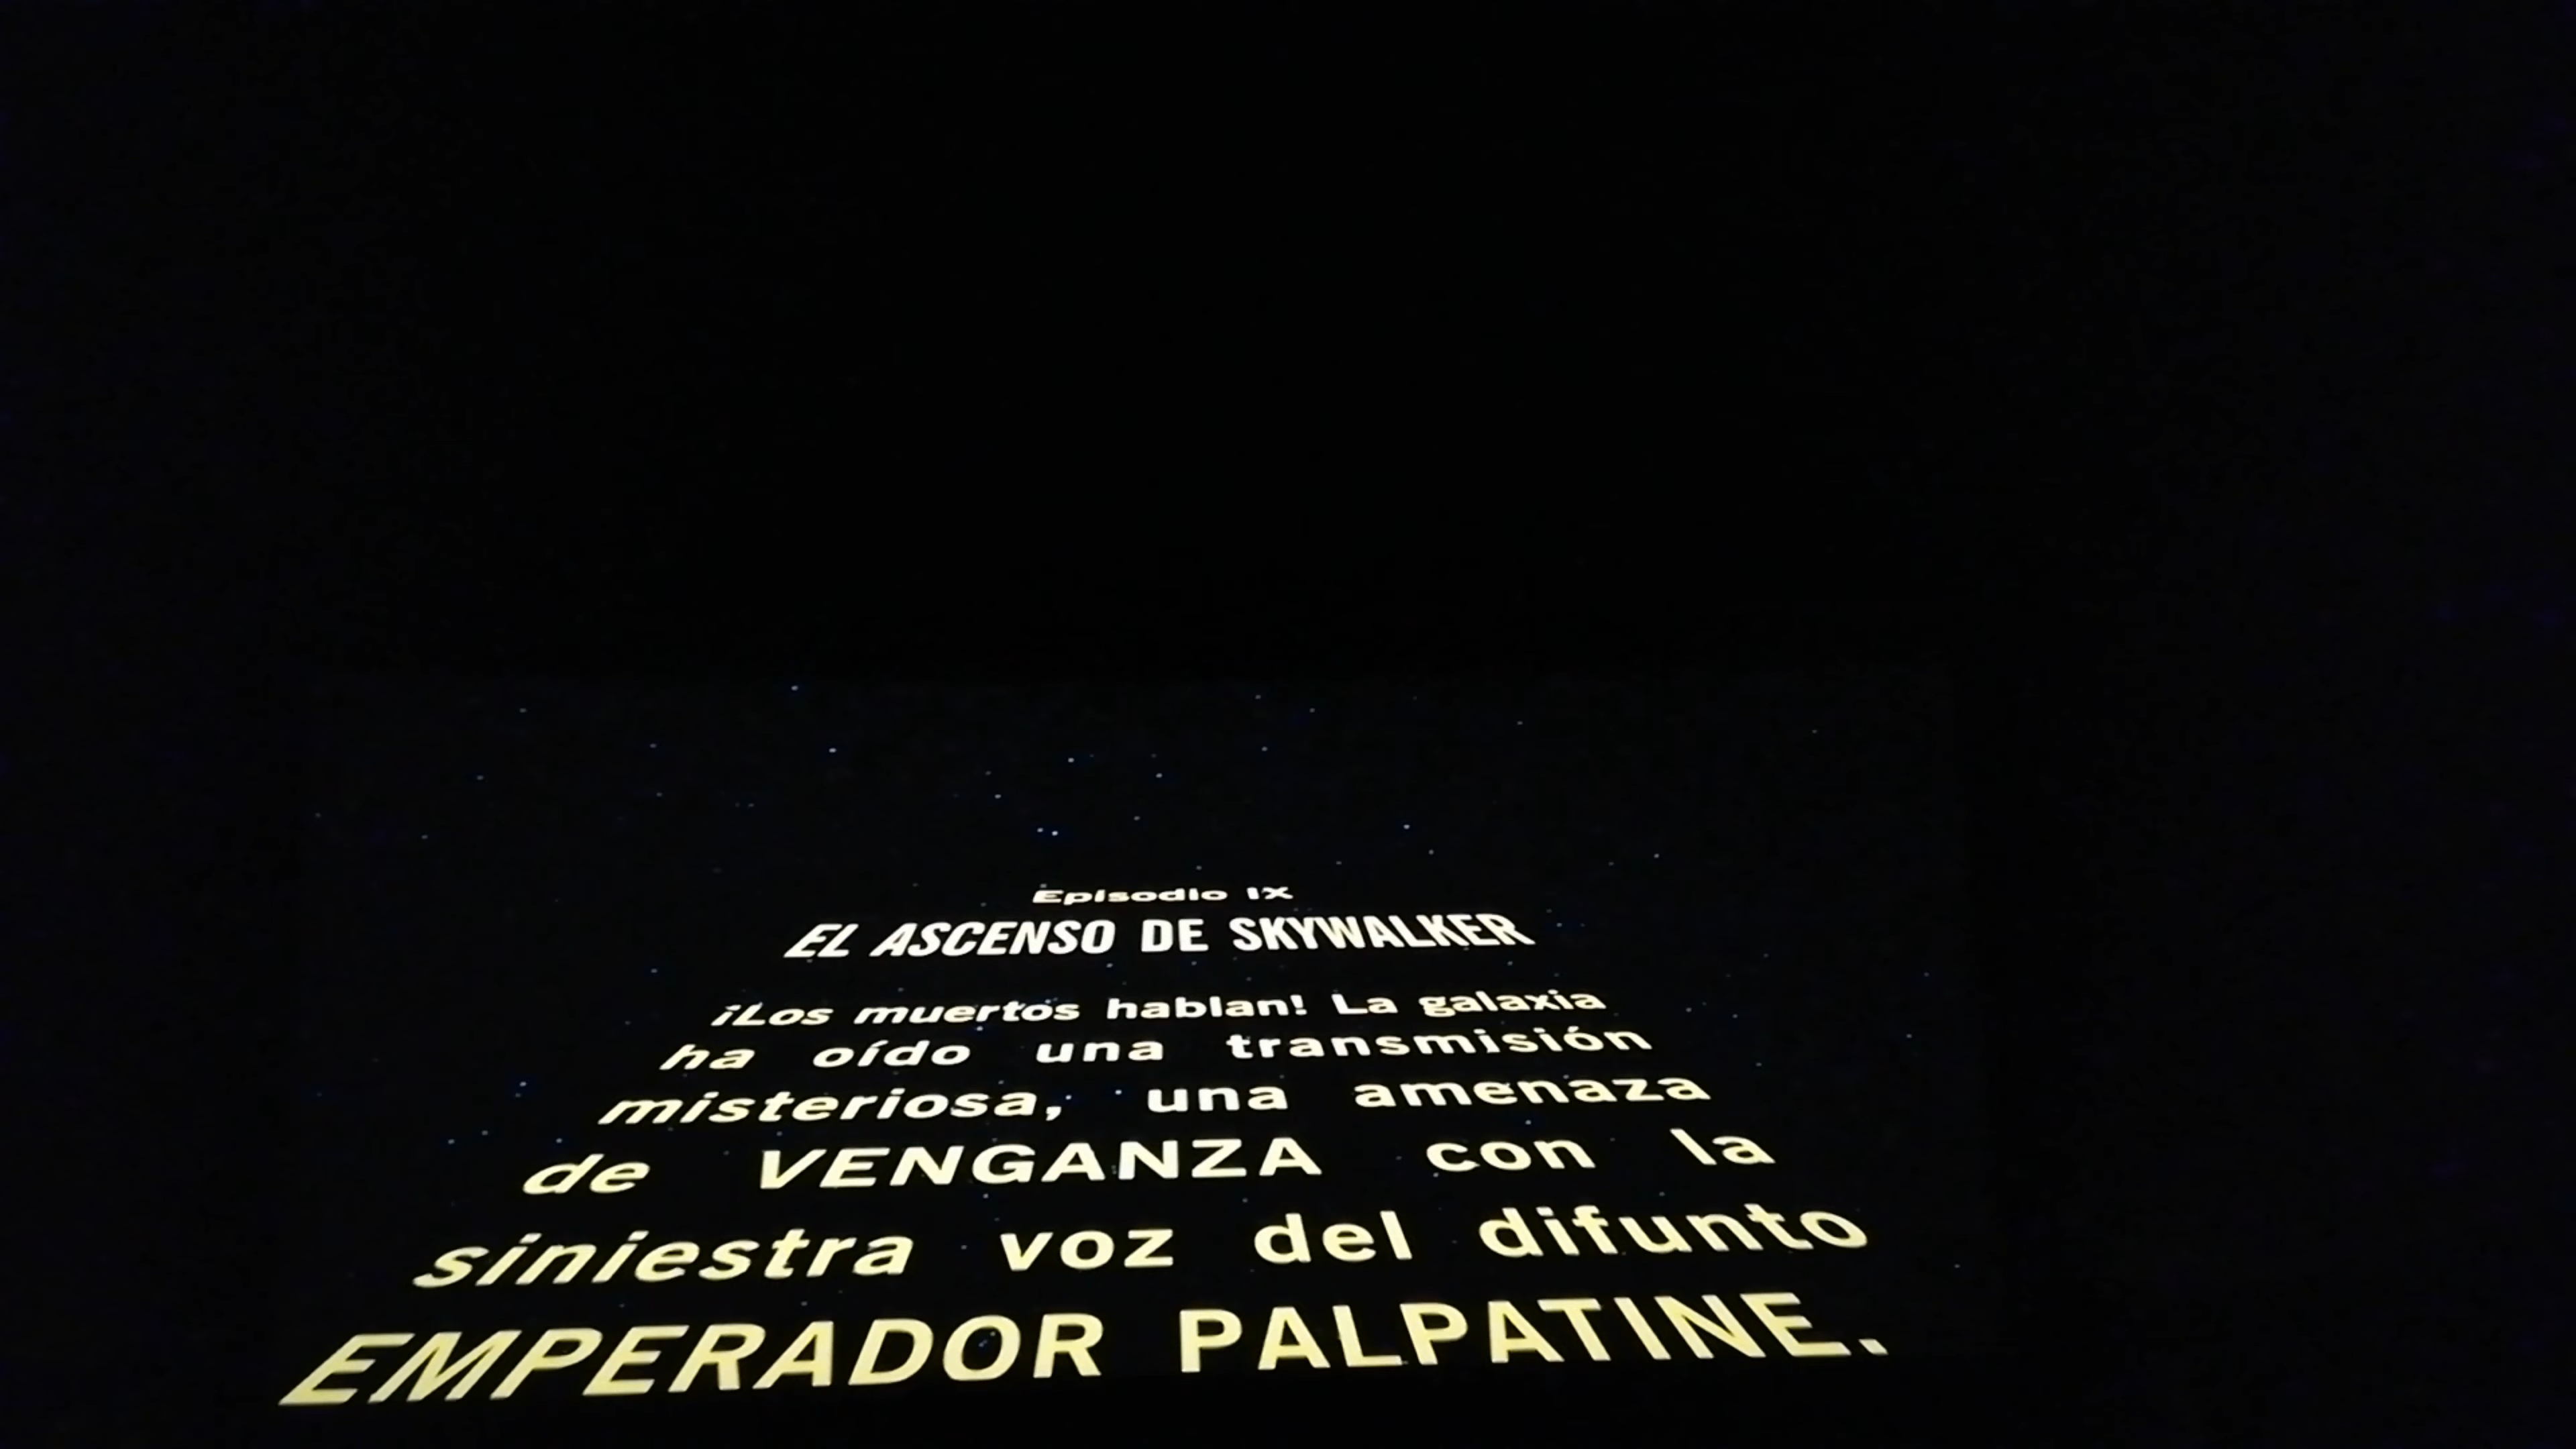 Episodio IX
EL ASCENSO DE SKYWALKER
¡Los muertos hablan! La galaxia
ha oído una transmisión
misteriosa, una amenaza
de VENGANZA con la
siniestra voz del difunto
EMPERADOR PALPATINE.